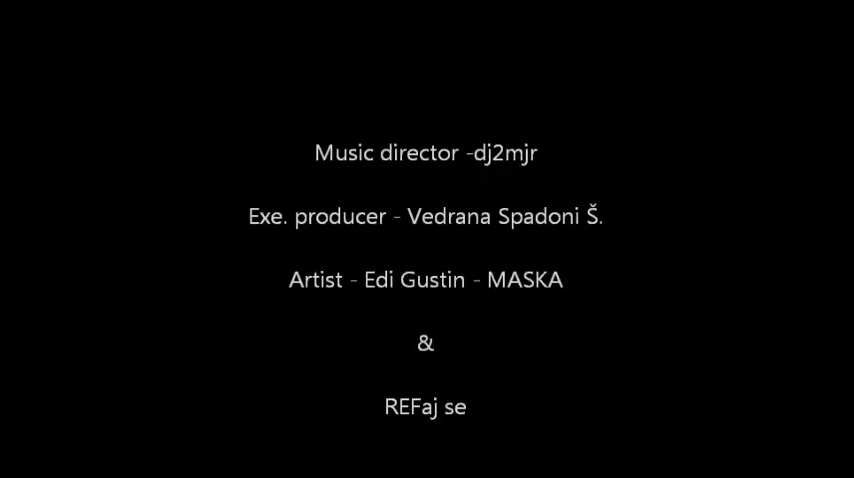 Music director -dj2mjr
Exe. producer - Vedrana Spadoni Š.
Artist - Edi Gustin - MASKA
&
REFaj se